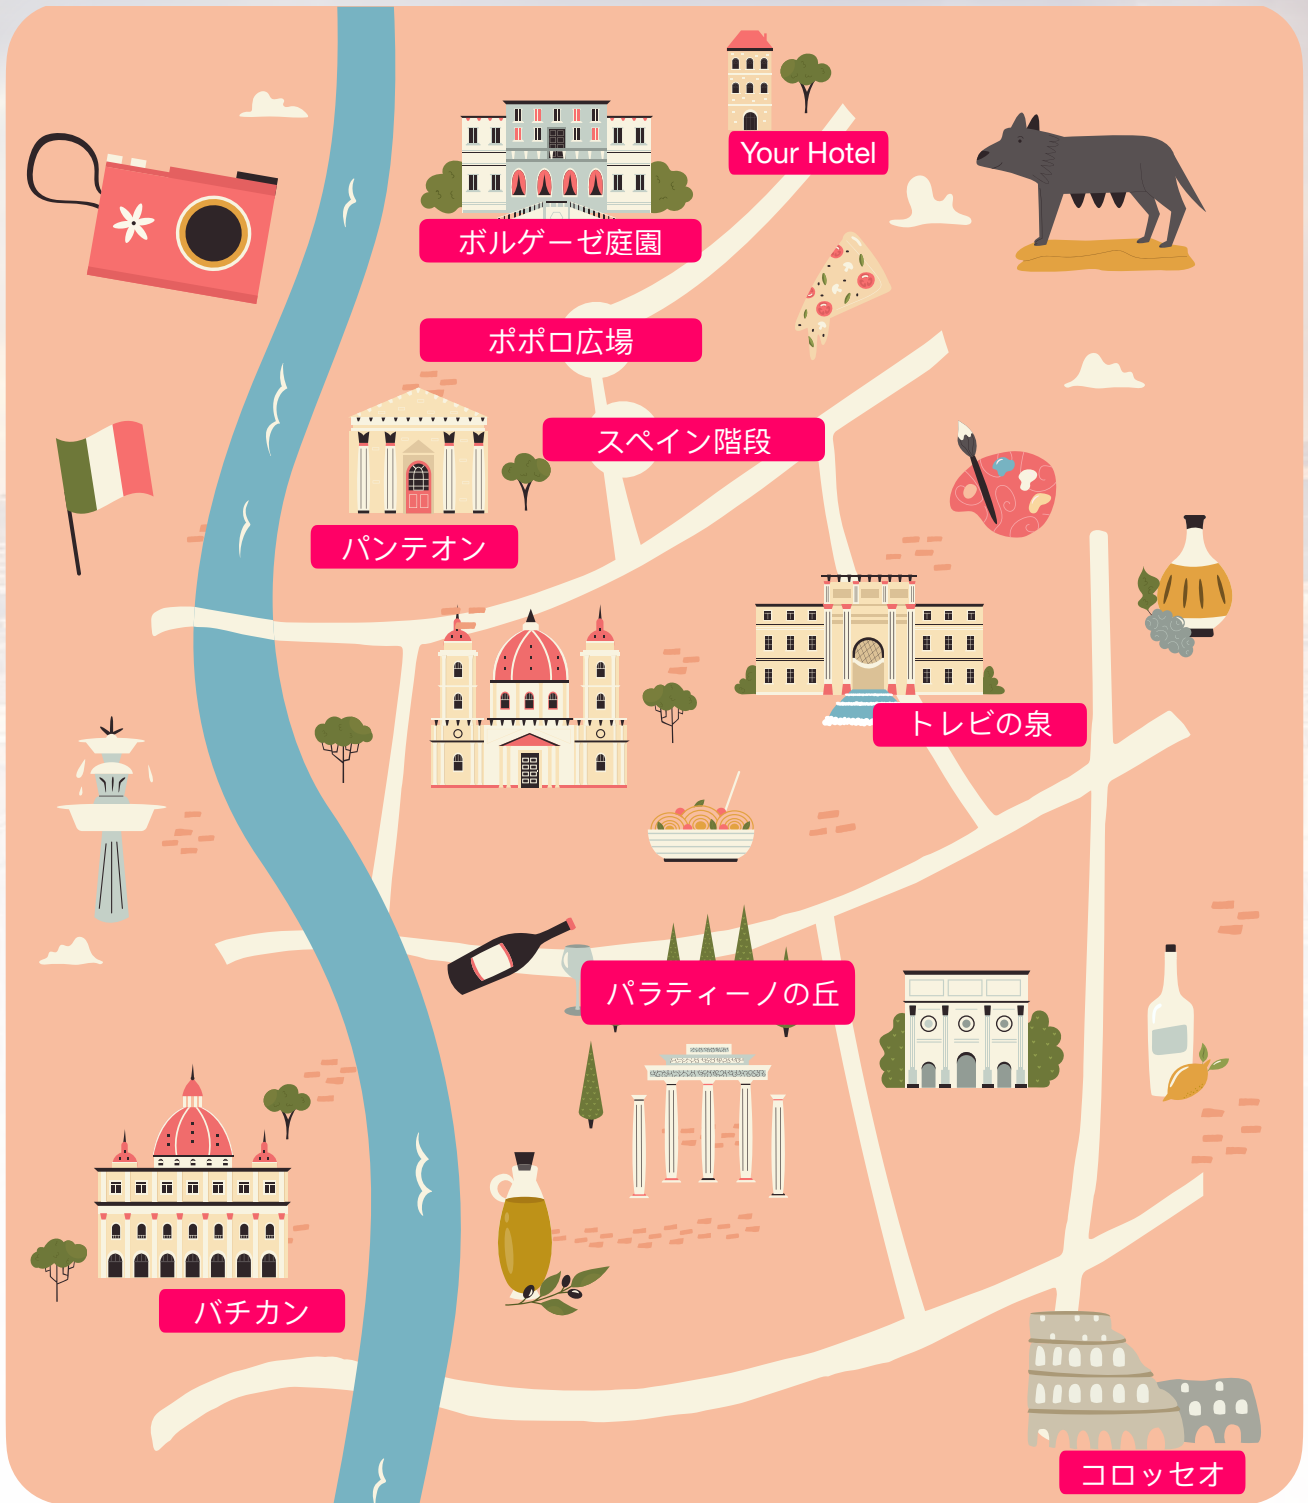 Your Hotel
ボルゲーゼ庭園
ポポロ広場
スペイン階段
パンテオン
トレビの泉
パラティーノの丘
バチカン
コロッセオ